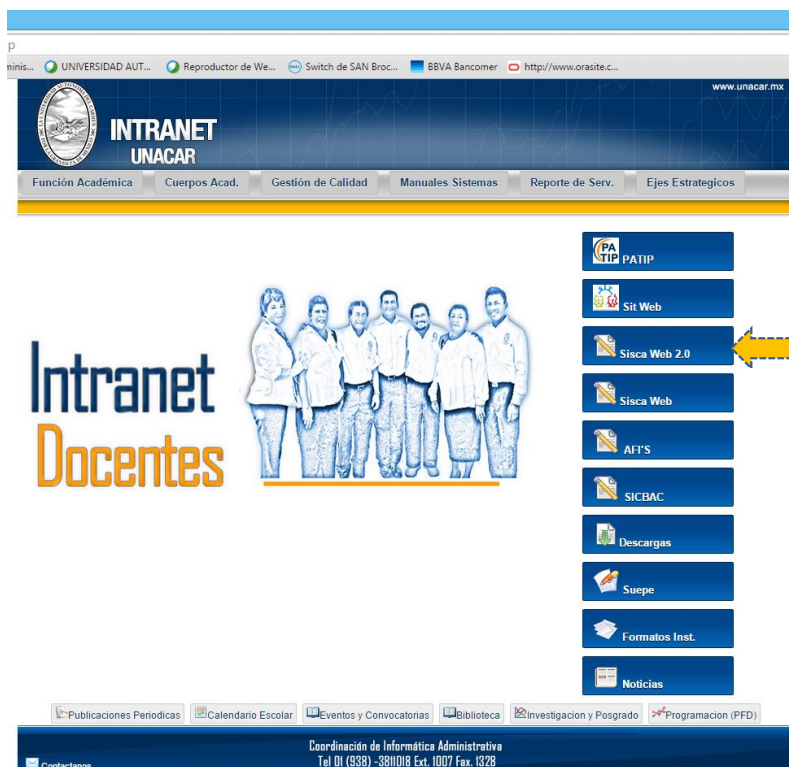 p
minis... UNIVERSIDAD AUT... Reproductor de We... Switch de SAN Broc... BBVA Bancomer http://www.orasite.c...
www.unacar.mx
INTRANET
UNACAR
Función Académica Cuerpos Acad. Gestión de Calidad Manuales Sistemas Reporte de Serv. Ejes Estrategicos
PA
TIP PATIP
Sit Web
Sisca Web 2.0
Sisca Web
Intranet
Docentes
AFI'S
SICBAC
Descargas
Suepe
Formatos Inst.
Noticias
Publicaciones Periodicas Calendario Escolar Eventos y Convocatorias Biblioteca Investigacion y Posgrado Programacion (PFD)
Coordinación de Informática Administrativa
Contactanos Tel 01 (938) -3811018 Ext. 1007 Fax. 1328